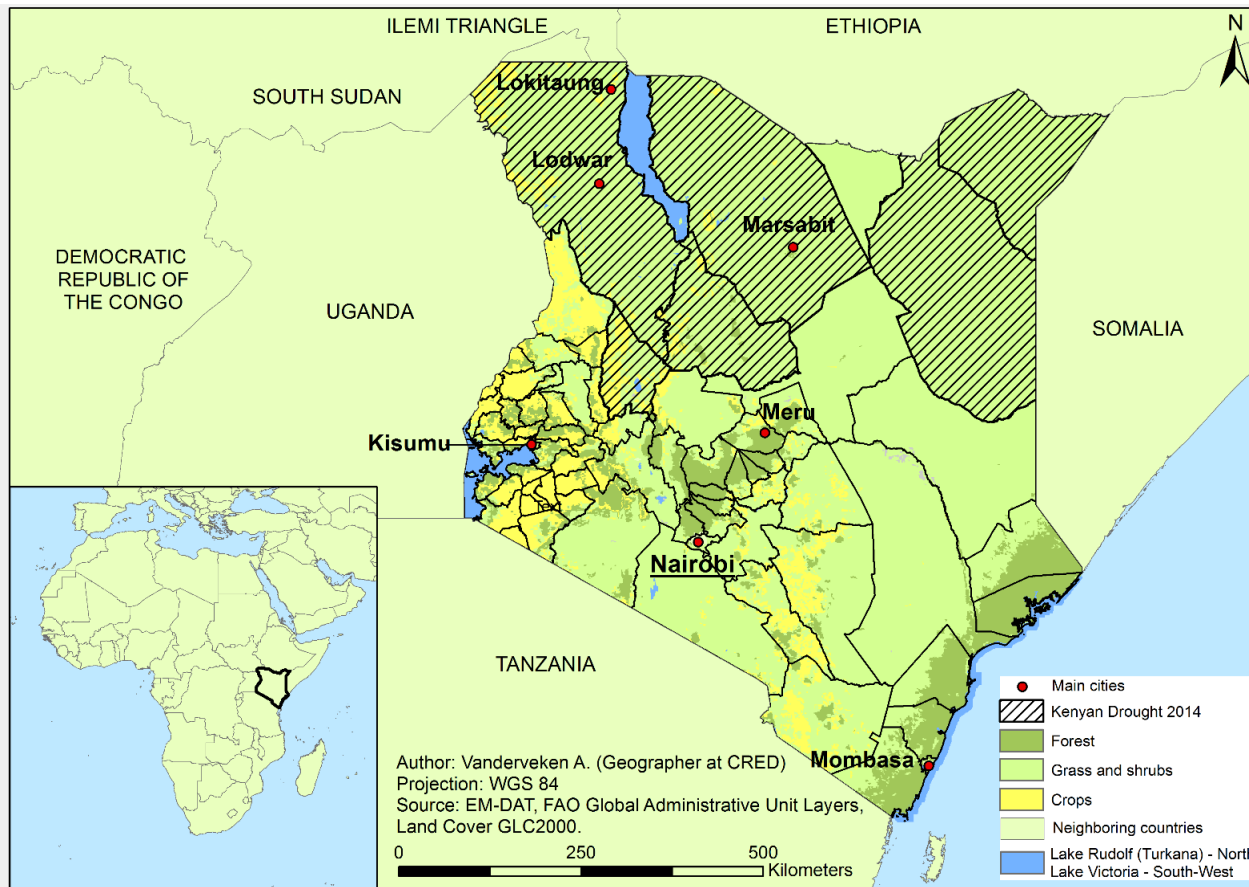 ILEMI TRIANGLE
ETHIOPIA
N
SOUTH SUDAN
Lokitaung
Lodwar
Marsabit
DEMOCRATIC
REPUBLIC OF
THE CONGO
UGANDA
SOMALIA
Meru
Kisumu
Nairobi
TANZANIA
Mombasa
Author: Vanderveken A. (Geographer at CRED)
Projection: WGS 84
Source: EM-DAT, FAO Global Administrative Unit Layers,
Land Cover GLC2000.
0
250
500
Kilometers
Main cities
Kenyan Drought 2014
Forest
Grass and shrubs
Crops
Neighboring countries
Lake Rudolf (Turkana) - North
Lake Victoria - South-West